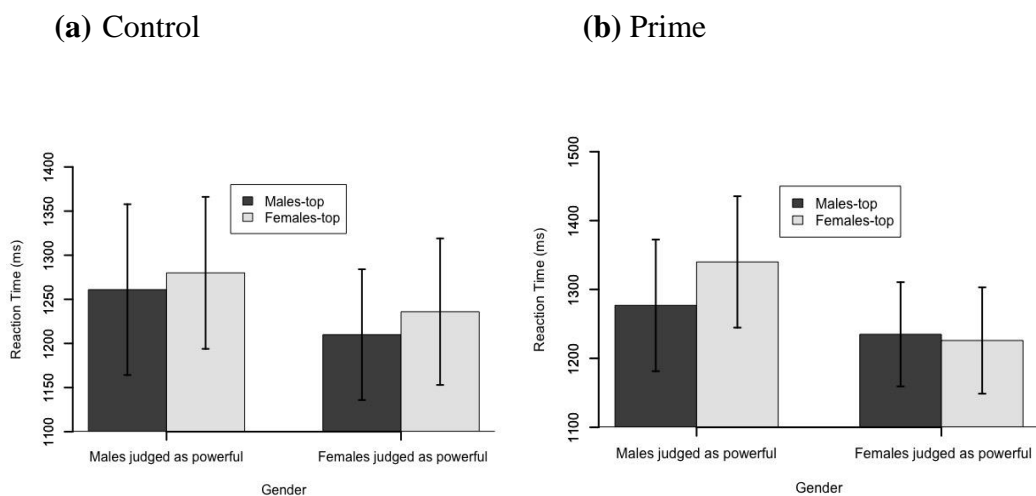 (a) Control
(b) Prime
1400
1350
1300
1250
1200
1150
1100
Reaction Time (ms)
Males-top
Females-top
Males judged as powerful
Females judged as powerful
Gender
1500
1400
1300
1200
1100
Reaction Time (ms)
Males-top
Females-top
Males judged as powerful
Females judged as powerful
Gender